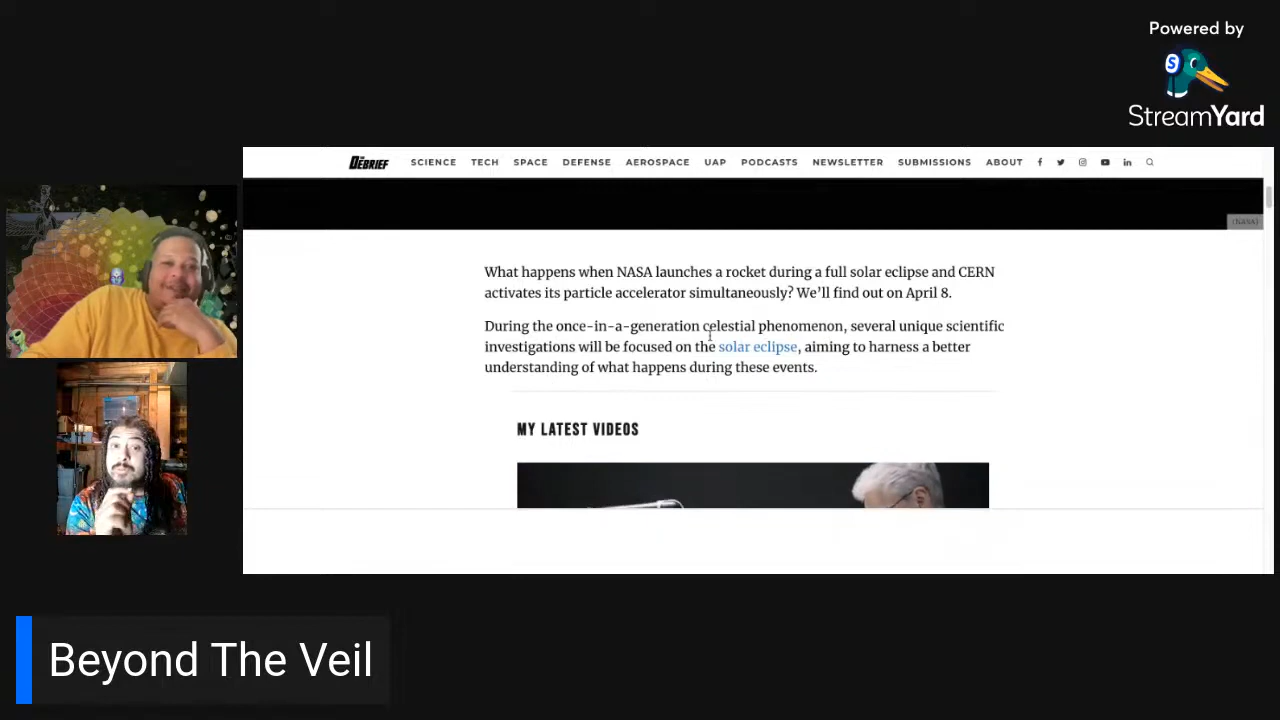 Powered by
S
StreamYard
THE DEBRIEF
SCIENCE TECH SPACE DEFENSE AEROSPACE UAP PODCASTS NEWSLETTER SUBMISSIONS ABOUT
(NASA)
What happens when NASA launches a rocket during a full solar eclipse and CERN
activates its particle accelerator simultaneously? We’ll find out on April 8.
During the once-in-a-generation celestial phenomenon, several unique scientific
investigations will be focused on the solar eclipse, aiming to harness a better
understanding of what happens during these events.
MY LATEST VIDEOS
Beyond The Veil